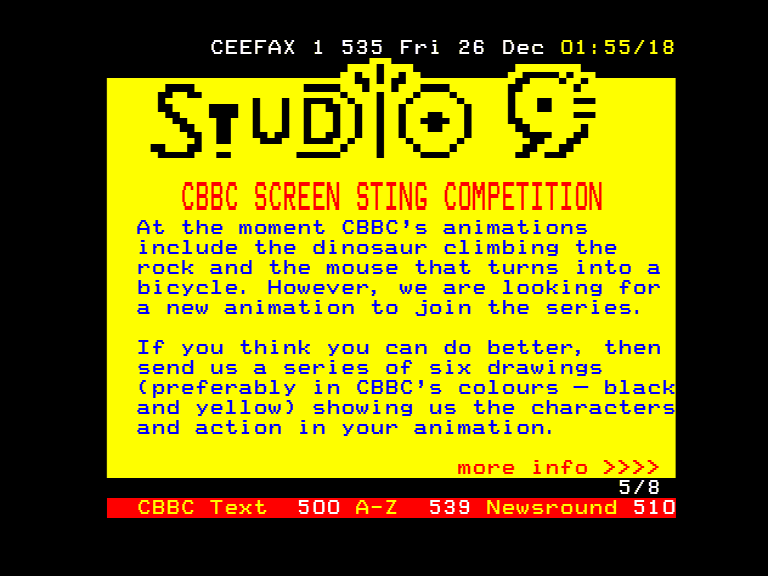 CEEFAX 1 535 Fri 26 Dec 01:55/18
STUDIO 9
CBBC SCREEN STING COMPETITION
At the moment CBBC's animations
include the dinosaur climbing the
rock and the mouse that turns into a
bicycle. However, we are looking for
a new animation to join the series.
If you think you can do better, then
send us a series of six drawings
(preferably in CBBC's colours – black
and yellow) showing us the characters
and action in your animation.
more info >>>>
5/8
CBBC Text 500 A-Z 539 Newsround 510